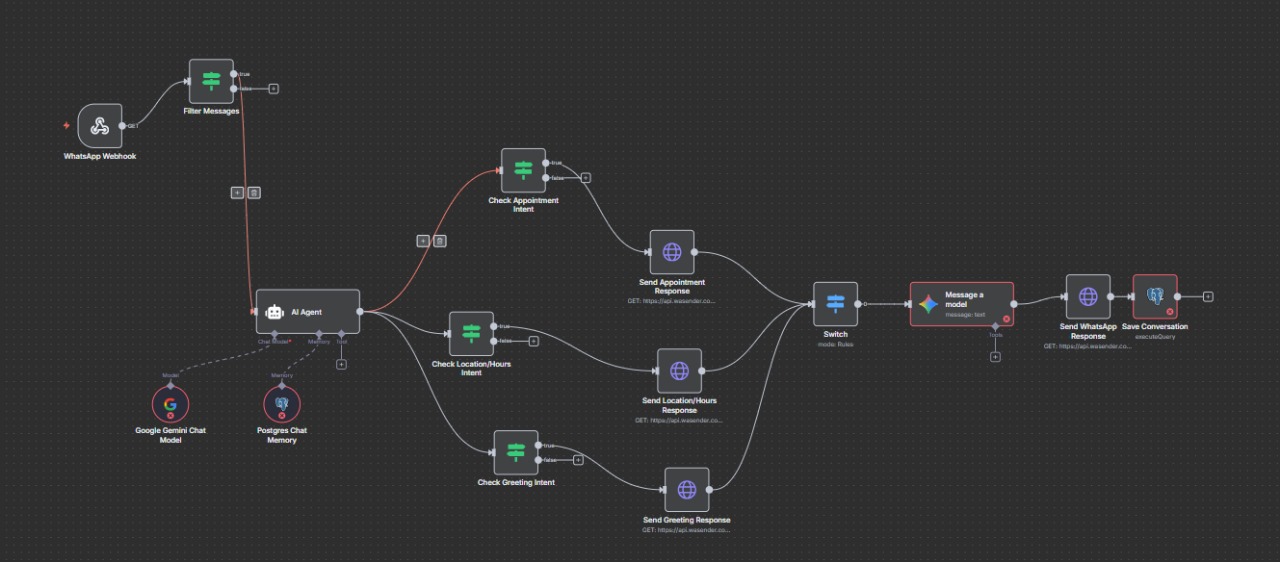 true
false
Filter Messages
GET
WhatsApp Webhook
true
false
Check Appointment
Intent
Send Appointment
Response
GET: https://api.wasender.co...
AI Agent
Chat Model*
Memory
Tool
Model
Memory
Google Gemini Chat
Model
Postgres Chat
Memory
true
false
Check Location/Hours
Intent
Send Location/Hours
Response
GET: https://api.wasender.co...
true
false
Check Greeting Intent
Send Greeting Response
GET: https://api.wasender.co...
0
Switch
mode: Rules
Message a
model
message: text
Tools
Send WhatsApp
Response
GET: https://api.wasender.co...
Save Conversation
executeQuery